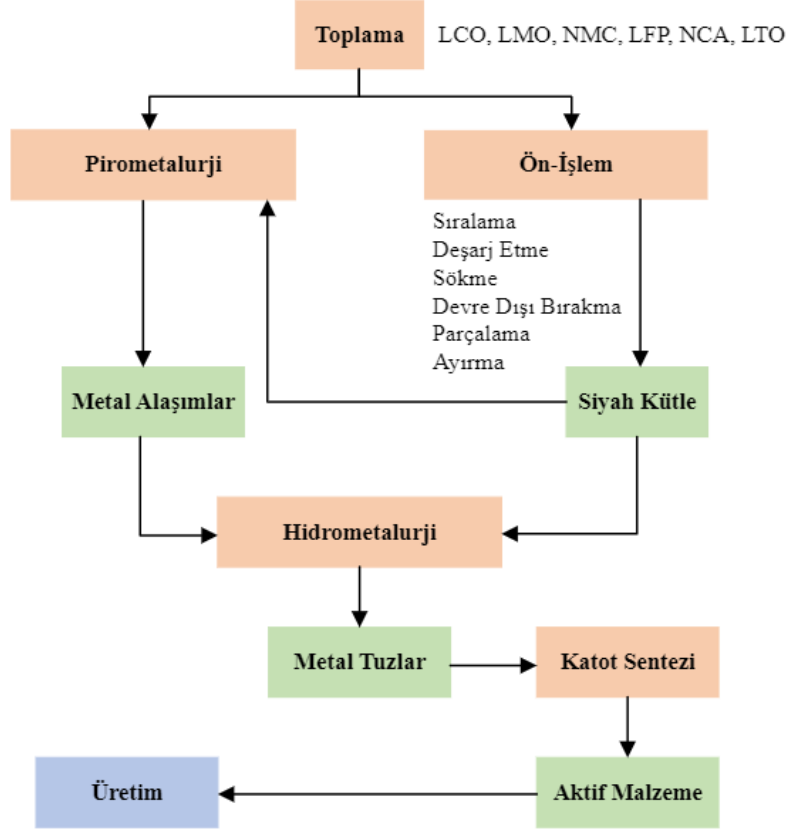 Toplama
LCO, LMO, NMC, LFP, NCA, LTO
Pirometalurji
Ön-İşlem
Sıralama
Deşarj Etme
Sökme
Devre Dışı Bırakma
Parçalama
Ayırma
Metal Alaşımlar
Siyah Kütle
Hidrometalurji
Metal Tuzlar
Katot Sentezi
Üretim
Aktif Malzeme